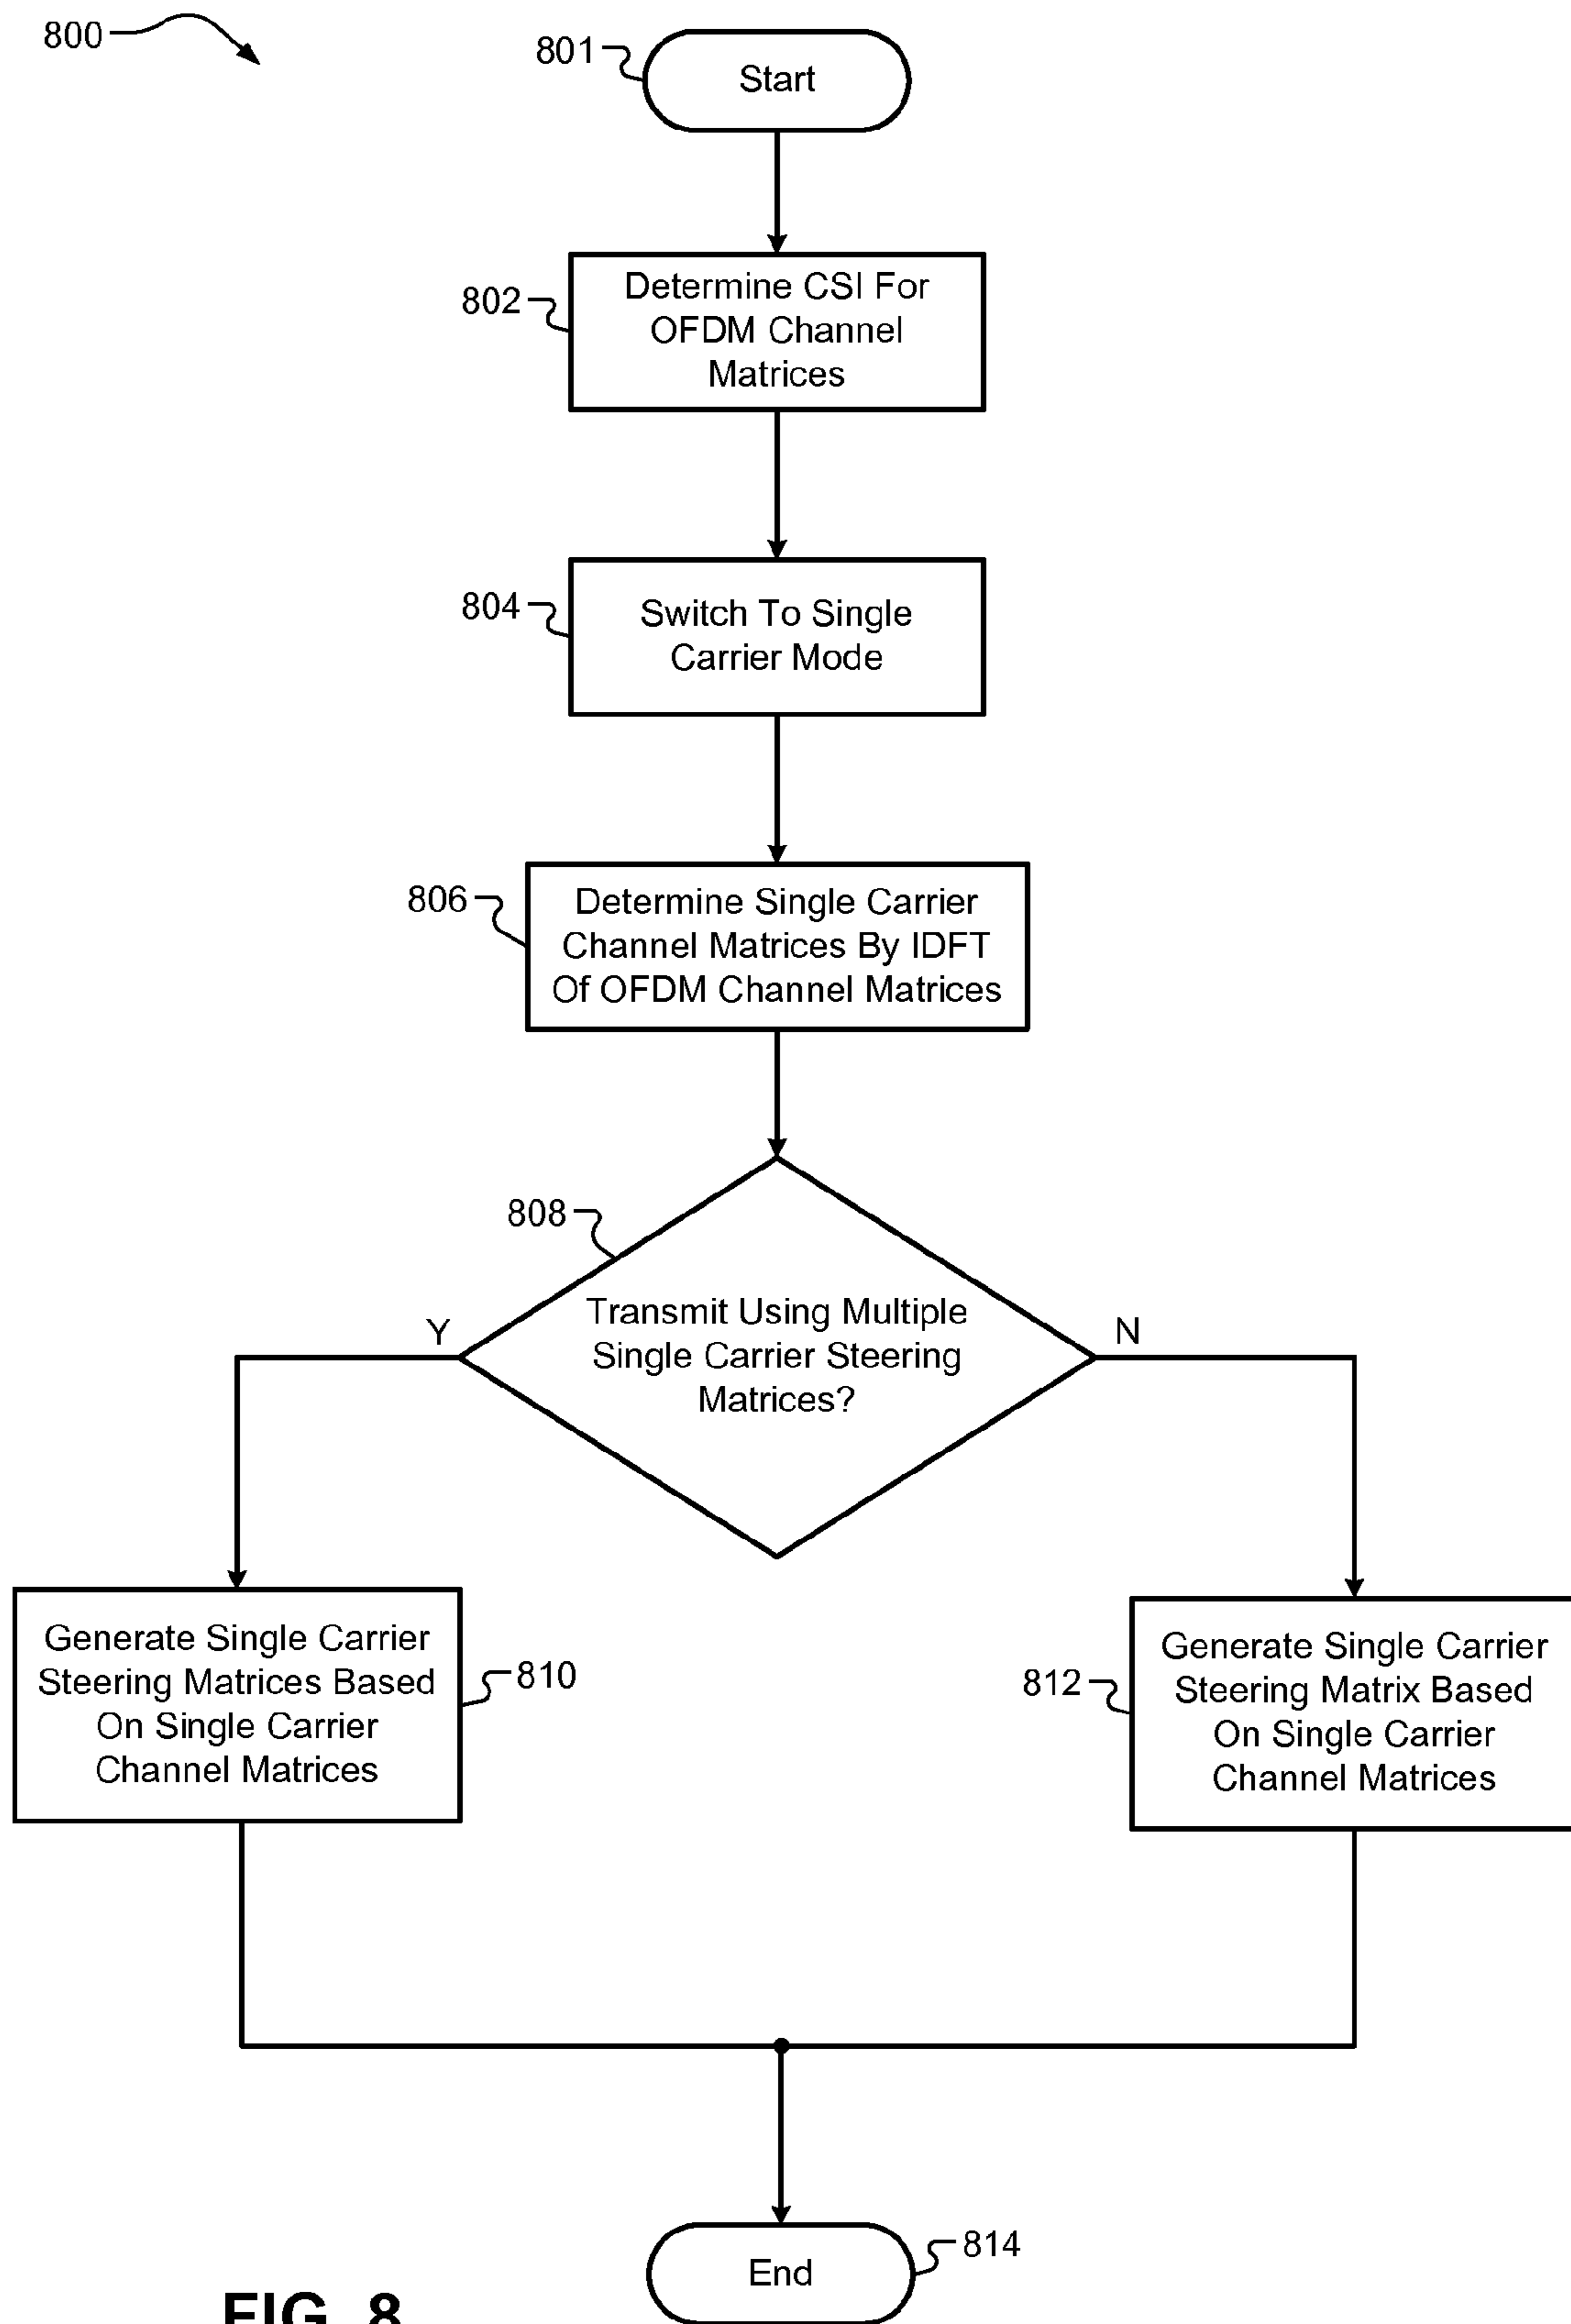 800
801
Start
802
Determine CSI For
OFDM Channel
Matrices
804
Switch To Single
Carrier Mode
806
Determine Single Carrier
Channel Matrices By IDFT
Of OFDM Channel Matrices
808
Transmit Using Multiple
Single Carrier Steering
Matrices?
Y
N
Generate Single Carrier
Steering Matrices Based
On Single Carrier
Channel Matrices
810
812
Generate Single Carrier
Steering Matrix Based
On Single Carrier
Channel Matrices
End
814
FIG. 8